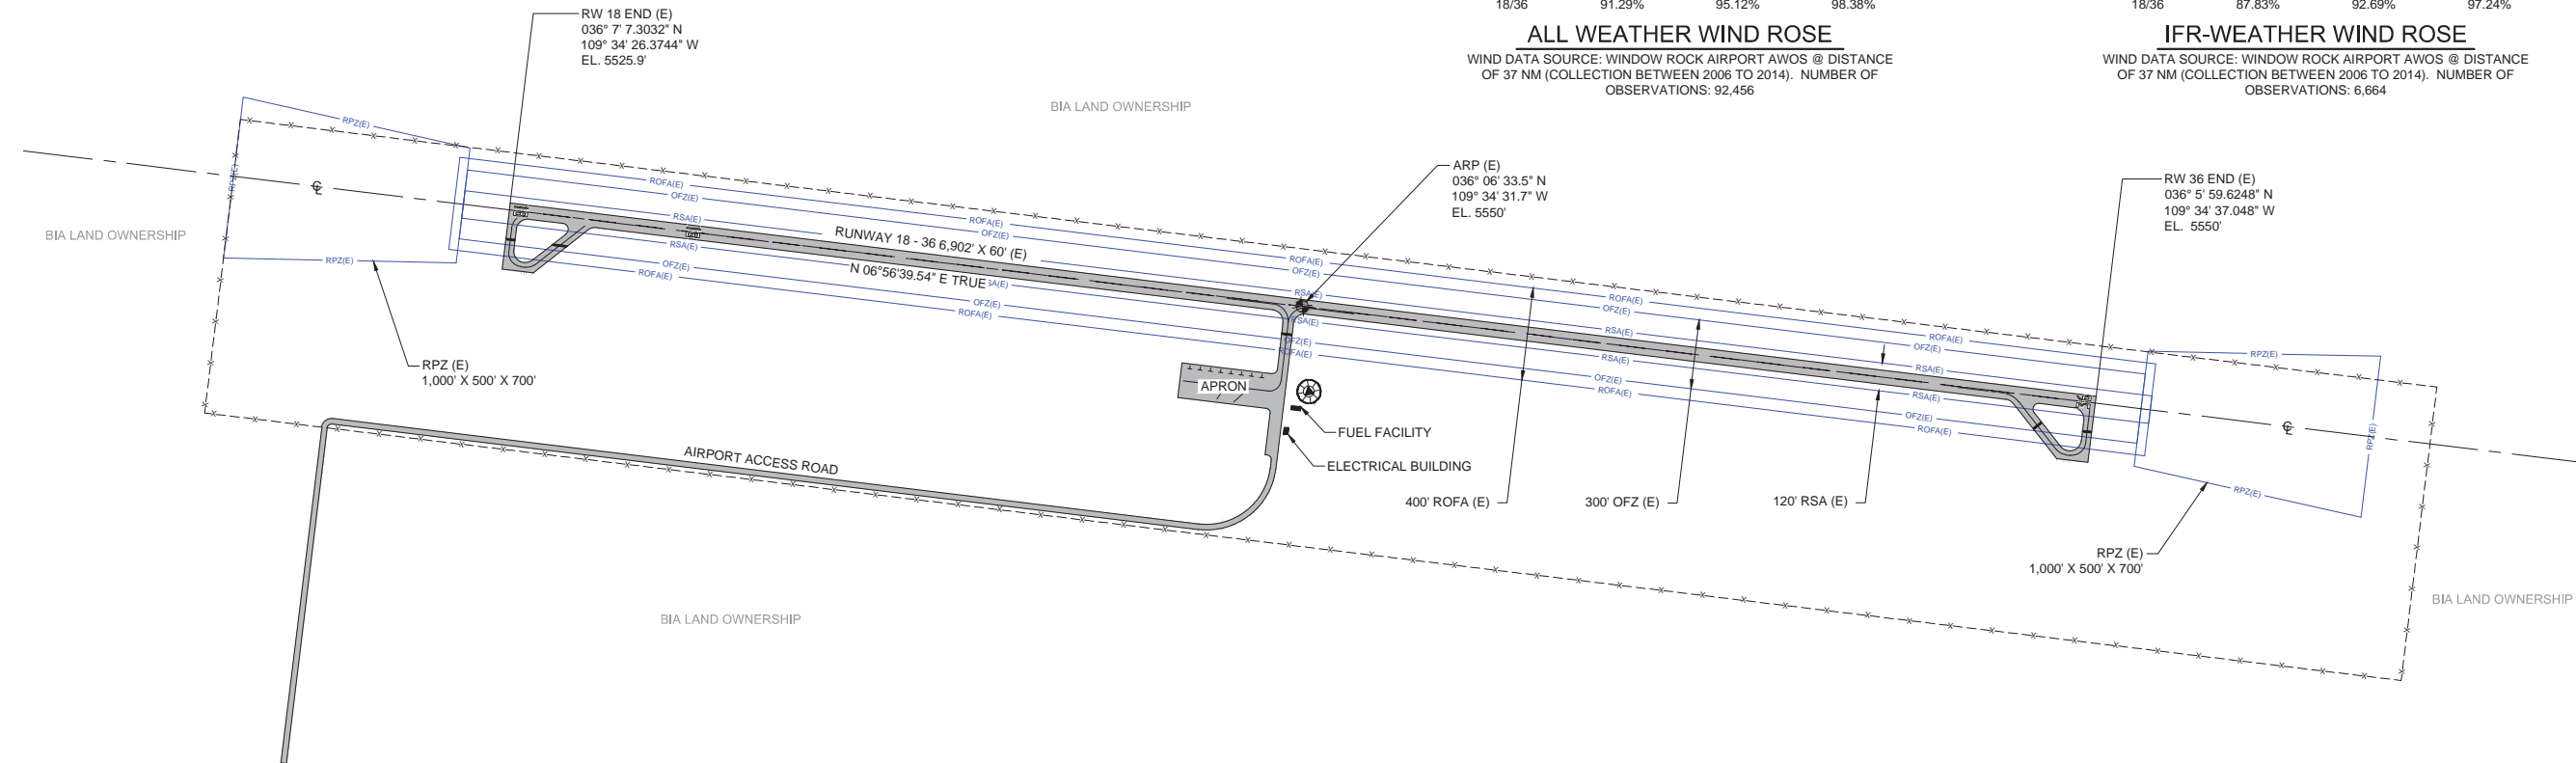 18/36 91.29% 95.12% 98.38%
ALL WEATHER WIND ROSE
WIND DATA SOURCE: WINDOW ROCK AIRPORT AWOS @ DISTANCE
OF 37 NM (COLLECTION BETWEEN 2006 TO 2014). NUMBER OF
OBSERVATIONS: 92,456
18/36 87.83% 92.69% 97.24%
IFR-WEATHER WIND ROSE
WIND DATA SOURCE: WINDOW ROCK AIRPORT AWOS @ DISTANCE
OF 37 NM (COLLECTION BETWEEN 2006 TO 2014). NUMBER OF
OBSERVATIONS: 6,664
RW 18 END (E)
036° 7' 7.3032" N
109° 34' 26.3744" W
EL. 5525.9'
BIA LAND OWNERSHIP
ARP (E)
036° 06' 33.5" N
109° 34' 31.7" W
EL. 5550'
RW 36 END (E)
036° 5' 59.6248" N
109° 34' 37.048" W
EL. 5550'
BIA LAND OWNERSHIP
RPZ(E)
RPZ(E)
RPZ(E)
ROFA(E)
OFZ(E)
RSA(E)
RSA(E)
OFZ(E)
ROFA(E)
RUNWAY 18 - 36 6,902' X 60' (E)
N 06°56'39.54" E TRUE
ROFA(E)
OFZ(E)
SA(E)
OFZ(E)
ROFA(E)
ROFA(E)
OFZ(E)
RSA(E)
RSA(E)
OFZ(E)
ROFA(E)
ROFA(E)
OFZ(E)
RSA(E)
RSA(E)
OFZ(E)
ROFA(E)
ROFA(E)
OFZ(E)
RSA(E)
RSA(E)
OFZ(E)
ROFA(E)
RPZ(E)
RPZ(E)
RPZ(E)
RPZ (E)
1,000' X 500' X 700'
APRON
FUEL FACILITY
ELECTRICAL BUILDING
AIRPORT ACCESS ROAD
400' ROFA (E)
300' OFZ (E)
120' RSA (E)
RPZ (E)
1,000' X 500' X 700'
BIA LAND OWNERSHIP
BIA LAND OWNERSHIP